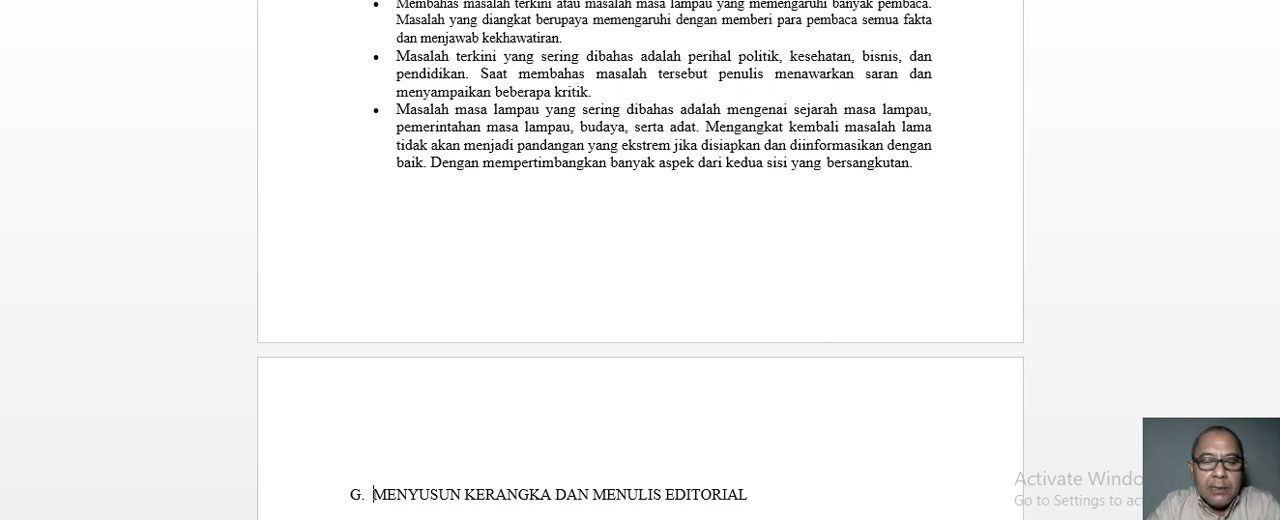 • Membahas masalah terkini atau masalah masa lampau yang memengaruhi banyak pembaca.
Masalah yang diangkat berupaya memengaruhi dengan memberi para pembaca semua fakta
dan menjawab kekhawatiran.
• Masalah terkini yang sering dibahas adalah perihal politik, kesehatan, bisnis, dan
pendidikan. Saat membahas masalah tersebut penulis menawarkan saran dan
menyampaikan beberapa kritik.
• Masalah masa lampau yang sering dibahas adalah mengenai sejarah masa lampau,
pemerintahan masa lampau, budaya, serta adat. Mengangkat kembali masalah lama
tidak akan menjadi pandangan yang ekstrem jika disiapkan dan diinformasikan dengan
baik. Dengan mempertimbangkan banyak aspek dari kedua sisi yang bersangkutan.
G. MENYUSUN KERANGKA DAN MENULIS EDITORIAL
Activate Windo
Go to Settings to ac